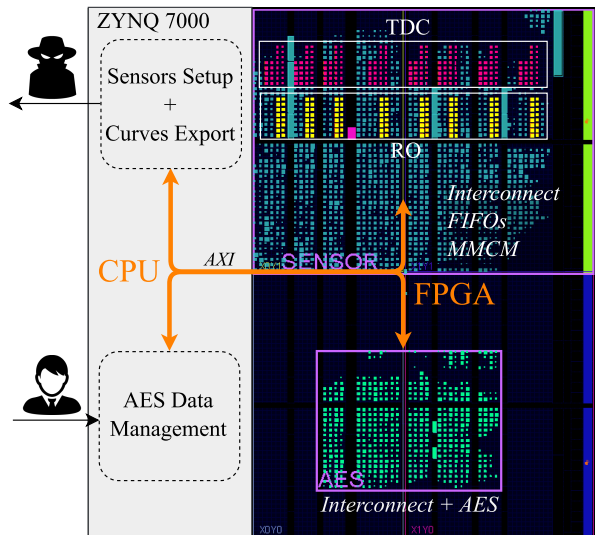 ZYNQ 7000
TDC
Sensors Setup
+
Curves Export
RO
Interconnect
FIFOs
MMCM
AXI
SENSOR
CPU
FPGA
AES Data
Management
AES
Interconnect + AES
X0Y0
X1Y0